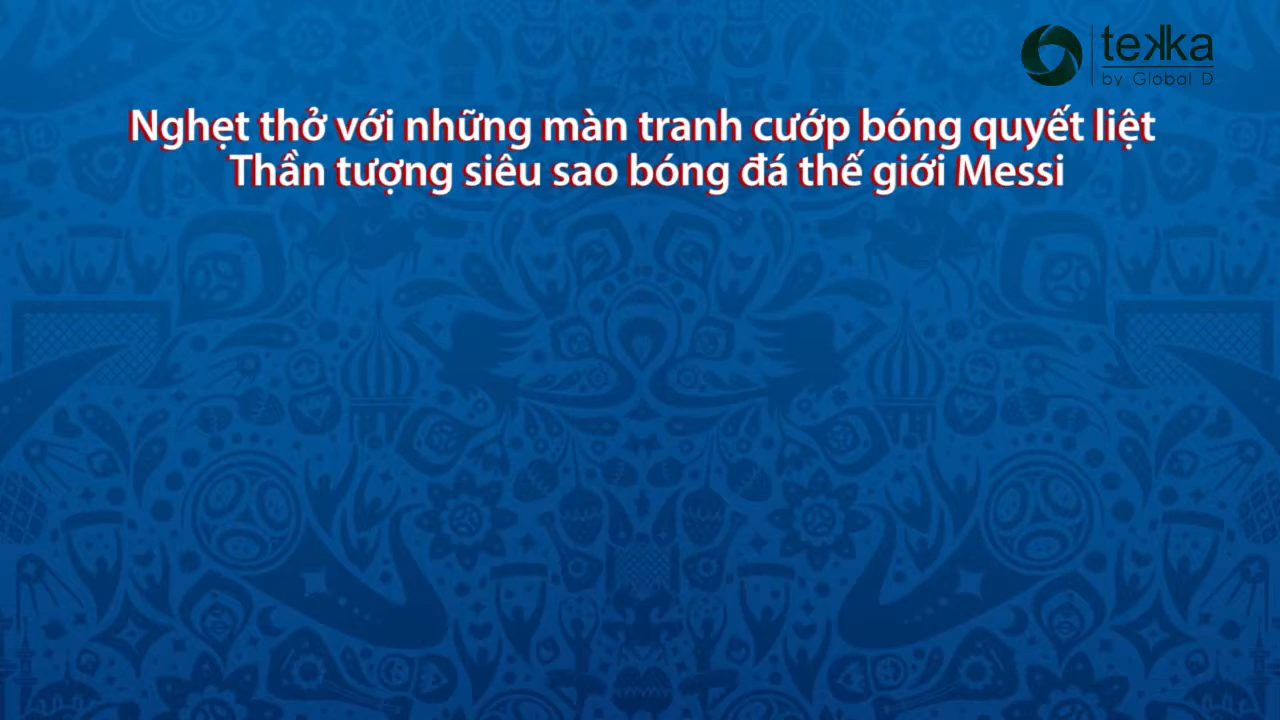 tekka
by Global D
Nghẹt thở với những màn tranh cướp bóng quyết liệt
Thần tượng siêu sao bóng đá thế giới Messi